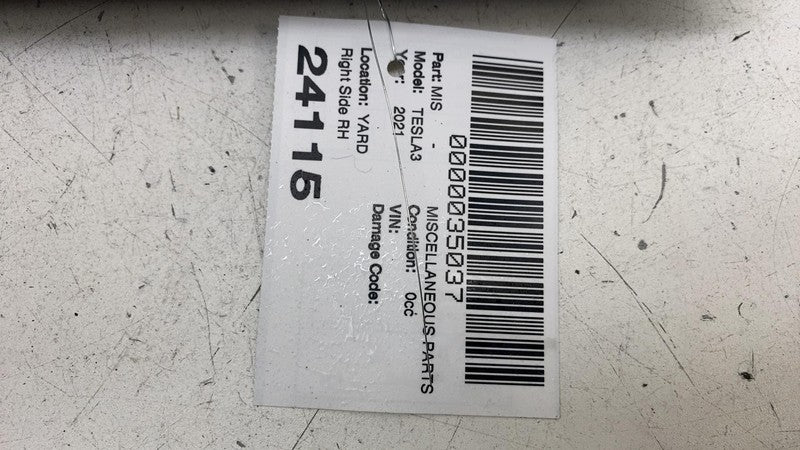 0000035037
Part: MIS - MISCELLANEOUS PARTS
Model: TESLA3 Condition: 0cc
Year: 2021 VIN:
Damage Code:
Location: YARD
Right Side RH
24115